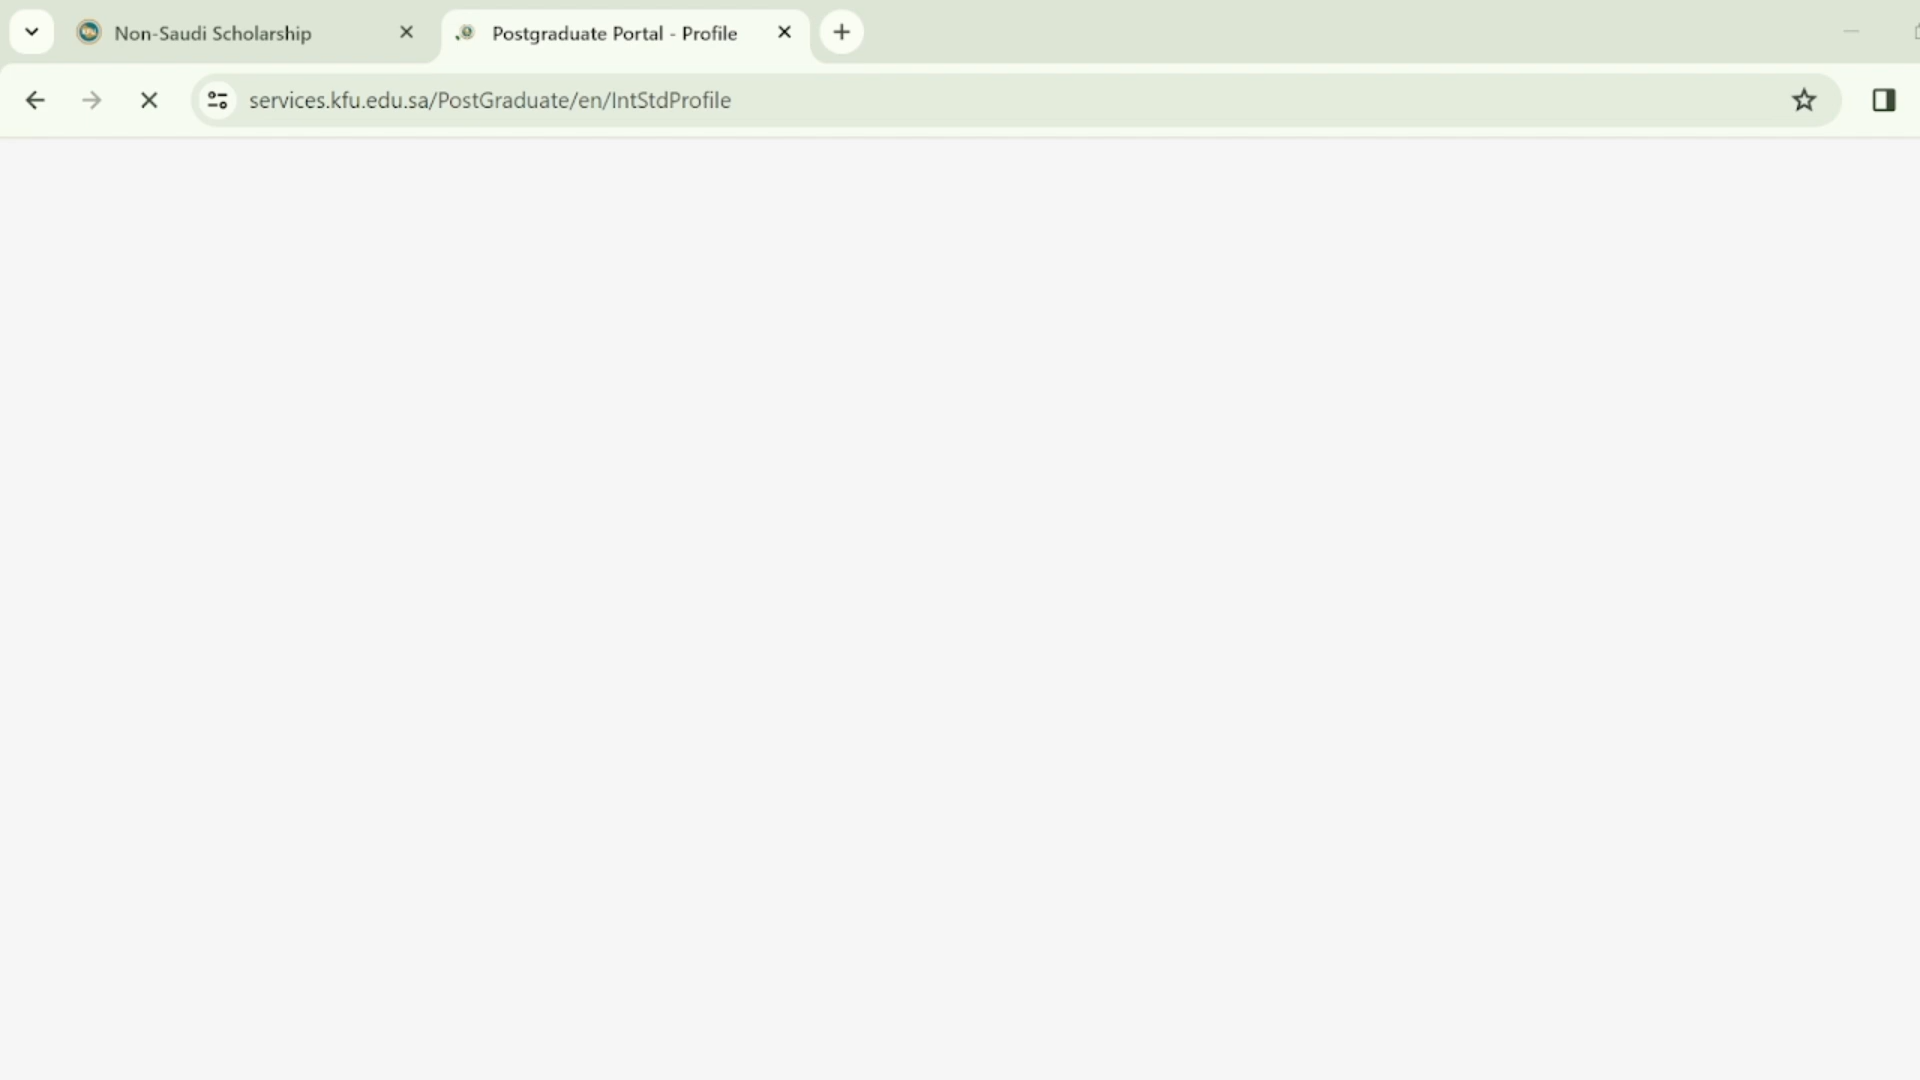 Non-Saudi Scholarship
Postgraduate Portal - Profile
services.kfu.edu.sa/PostGraduate/en/IntStdProfile